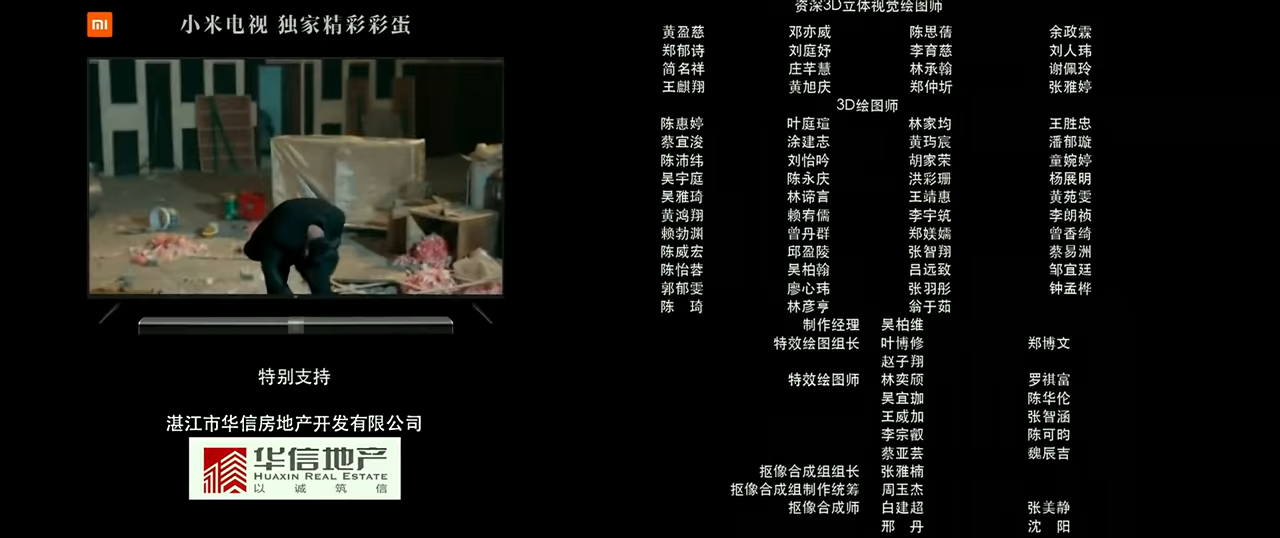 小米电视 独家精彩彩蛋
特别支持
湛江市华信房地产开发有限公司
华信地产
HUAXIN REAL ESTATE
以 诚 筑 信
资深3D立体视觉绘图师
黄盈慈 邓亦威 陈思蒨 余政霖
郑郁诗 刘庭妤 李育慈 刘人玮
简名祥 庄芊慧 林承翰 谢佩玲
王麒翔 黄旭庆 郑仲圻 张雅婷
3D绘图师
陈惠婷 叶庭瑄 林家均 王胜忠
蔡宜浚 涂建志 黄筠宸 潘郁璇
陈沛纬 刘怡吟 胡家荣 童婉婷
吴宇庭 陈永庆 洪彩珊 杨展明
吴雅琦 林谛言 王靖惠 黄苑雯
黄鸿翔 赖宥儒 李宇筑 李朗祯
赖勃渊 曾丹群 郑媄嬬 曾香绮
陈威宏 邱盈陵 张智翔 蔡易洲
陈怡蓉 吴柏翰 吕远致 邹宜廷
郭郁雯 廖心玮 张羽彤 钟孟桦
陈 琦 林彦亨 翁于茹
制作经理 吴柏维
特效绘图组长 叶博修 郑博文
赵子翔
特效绘图师 林奕颀 罗祺富
吴宜珈 陈华伦
王威加 张智涵
李宗叡 陈可昀
蔡亚芸 魏辰吉
抠像合成组组长 张雅楠
抠像合成组制作统筹 周玉杰
抠像合成师 白建超 张美静
邢 丹 沈 阳